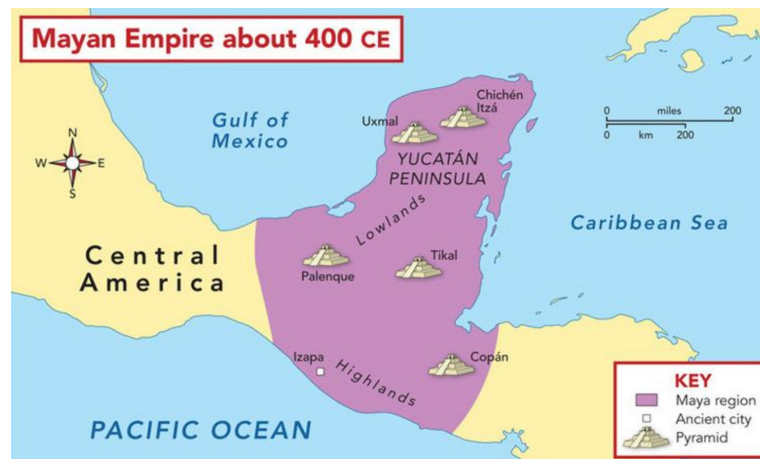 Mayan Empire about 400 CE
Gulf of
Mexico
Chichén
Itzá
Uxmal
YUCATÁN
PENINSULA
0 miles 200
0 km 200
N
W E
S
Lowlands
Caribbean Sea
Central
America
Palenque
Tikal
Izapa
Highlands
Copán
PACIFIC OCEAN
KEY
Maya region
Ancient city
Pyramid